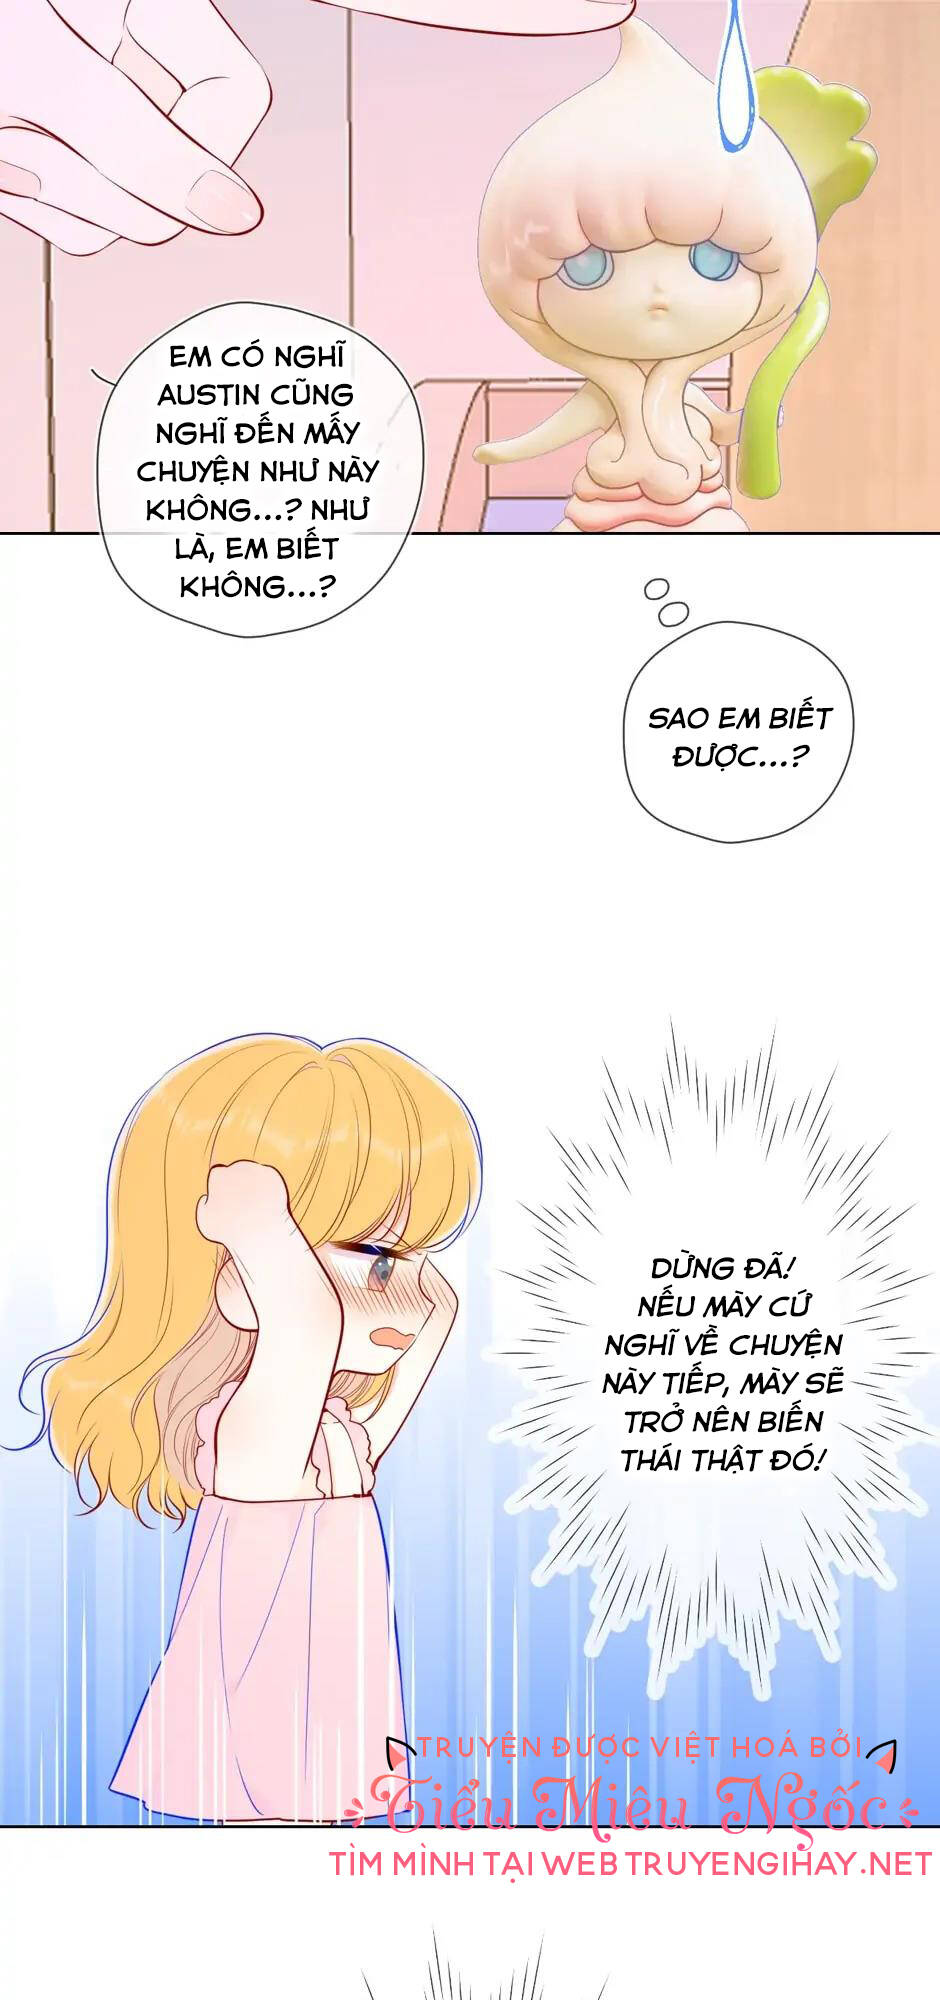 EM CÓ NGHĨ
AUSTIN CŨNG
NGHĨ ĐẾN MẤY
CHUYỆN NHƯ NÀY
KHÔNG...? NHƯ
LÀ, EM BIẾT
KHÔNG...?
SAO EM BIẾT
ĐƯỢC...?
DỪNG ĐÃ!
NẾU MÀY CỨ
NGHĨ VỀ CHUYỆN
NÀY TIẾP, MÀY SẼ
TRỞ NÊN BIẾN
THÁI THẬT ĐÓ!
TRUYỆN ĐƯỢC VIỆT HOÁ BỞI
Tiểu Miêu Ngốc
TÌM MÌNH TẠI WEB TRUYENGIHAY.NET